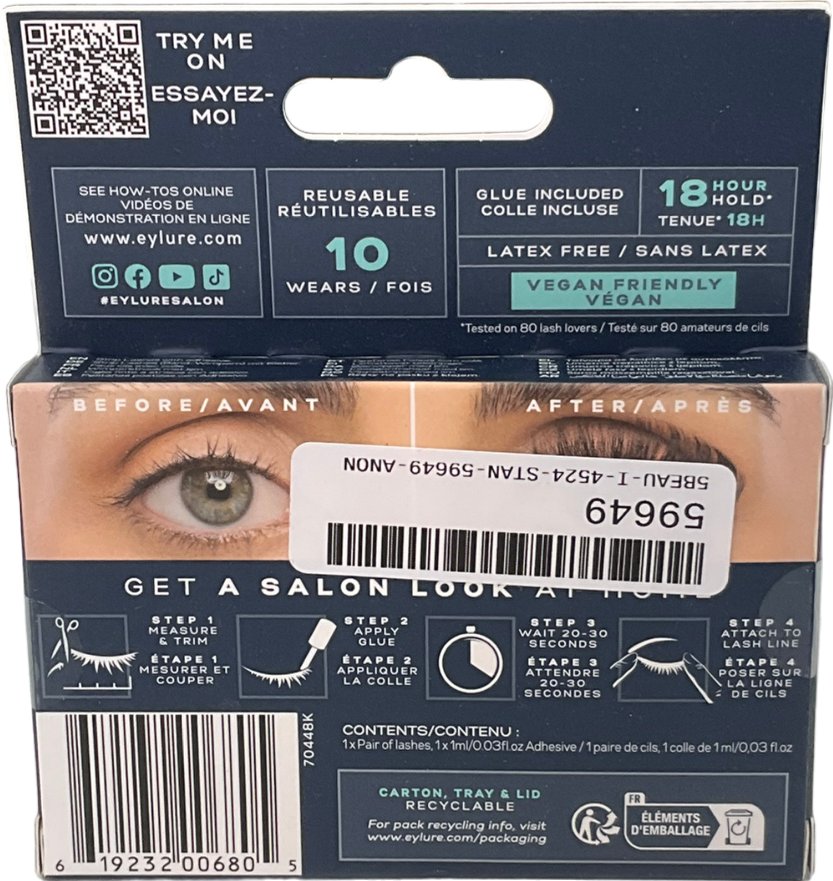 TRY ME
ON
ESSAYEZ-
MOI
SEE HOW-TOS ONLINE
VIDÉOS DE
DÉMONSTRATION EN LIGNE
www.eylure.com
#EYLURESALON
REUSABLE
RÉUTILISABLES
10
WEARS / FOIS
GLUE INCLUDED
COLLE INCLUSE
18 HOUR
HOLD*
TENUE* 18H
LATEX FREE / SANS LATEX
VEGAN FRIENDLY
VÉGAN
*Tested on 80 lash lovers / Testé sur 80 amateurs de cils
BEFORE/AVANT
AFTER/APRÈS
5BEAU-I-4524-STAN-59649-ANON
59649
GET A SALON LOOK AT HOME
STEP 1
MEASURE
& TRIM
ÉTAPE 1
MESURER ET
COUPER
STEP 2
APPLY
GLUE
ÉTAPE 2
APPLIQUER
LA COLLE
STEP 3
WAIT 20-30
SECONDS
ÉTAPE 3
ATTENDRE
20-30
SECONDES
STEP 4
ATTACH TO
LASH LINE
ÉTAPE 4
POSER SUR
LA LIGNE
DE CILS
70448K
CONTENTS/CONTENU :
1 x Pair of lashes, 1 x 1ml/0.03fl.oz Adhesive / 1 paire de cils, 1 colle de 1 ml/0,03 fl.oz
CARTON, TRAY & LID
RECYCLABLE
For pack recycling info, visit
www.eylure.com/packaging
FR
ÉLÉMENTS
D'EMBALLAGE
6 19232 00680 5